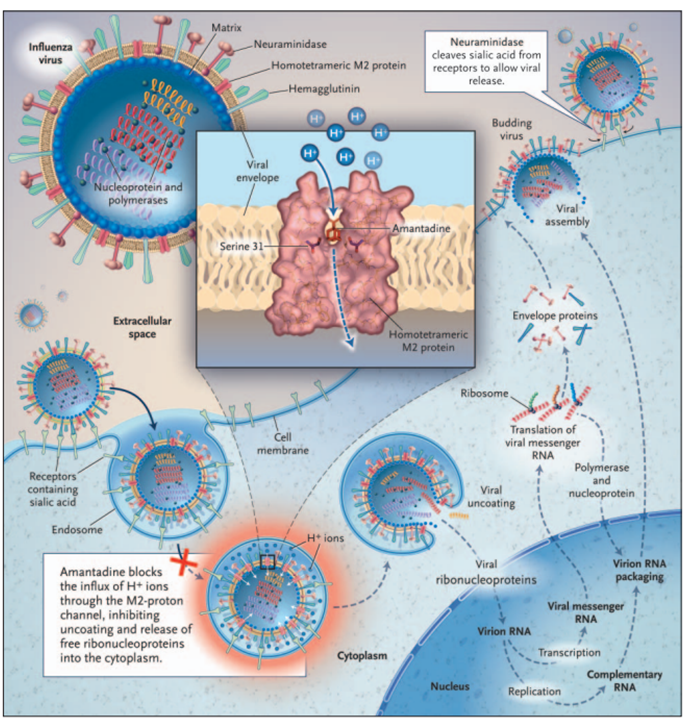 Influenza
virus
Matrix
Neuraminidase
Homotetrameric M2 protein
Hemagglutinin
Nucleoprotein and
polymerases
Viral
envelope
H+
H+
H+
H+
H+
H+
H+
Amantadine
Serine 31
Homotetrameric
M2 protein
Neuraminidase
cleaves sialic acid from
receptors to allow viral
release.
Budding
virus
Viral
assembly
Envelope proteins
Ribosome
Translation of
viral messenger
RNA
Polymerase
and
nucleoprotein
Extracellular
space
Cell
membrane
Receptors
containing
sialic acid
Endosome
H+ ions
Viral
uncoating
Amantadine blocks
the influx of H+ ions
through the M2-proton
channel, inhibiting
uncoating and release of
free ribonucleoproteins
into the cytoplasm.
Cytoplasm
Viral
ribonucleoproteins
Virion RNA
packaging
Viral messenger
RNA
Virion RNA
Transcription
Complementary
RNA
Replication
Nucleus